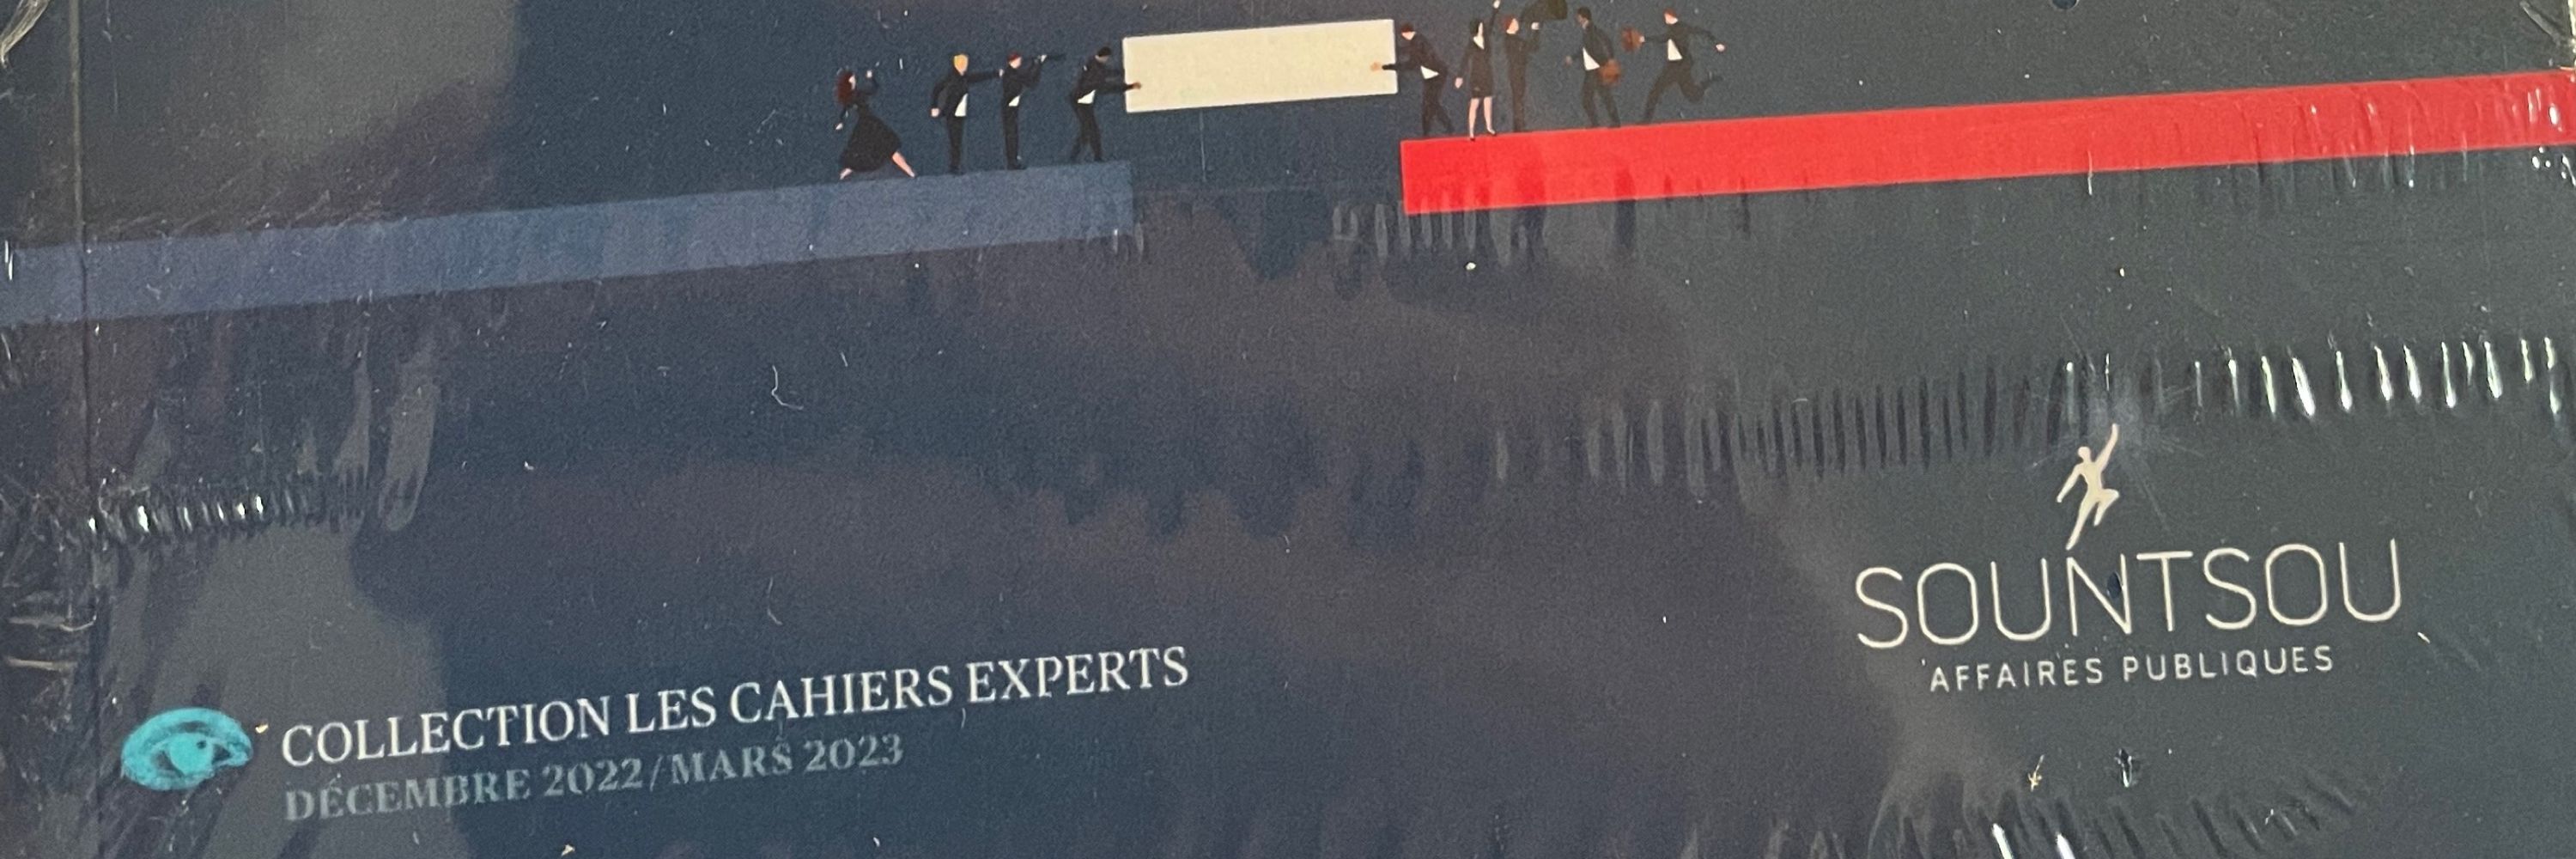 SOUNTSOU
AFFAIRES PUBLIQUES
COLLECTION LES CAHIERS EXPERTS
DÉCEMBRE 2022/MARS 2023